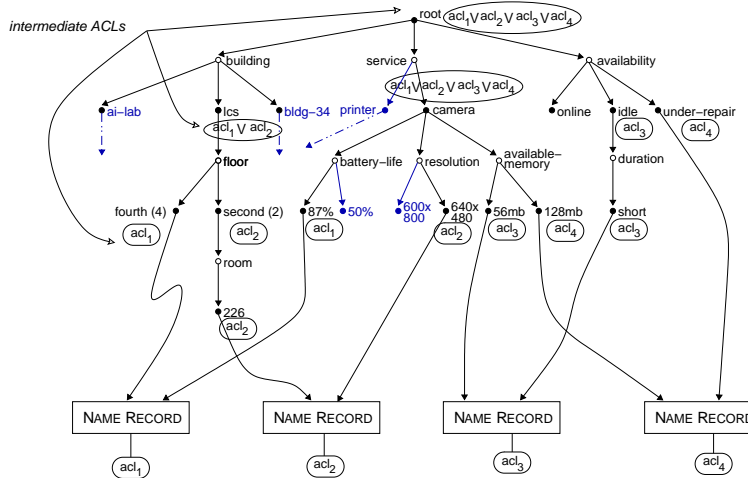 root acl1 V acl2 V acl3 V acl4
intermediate ACLs
building service availability
acl1 V acl2 V acl3 V acl4
ai-lab lcs bldg-34 printer camera online idle under-repair
acl1 V acl2 acl3 acl4
floor battery-life resolution available-
memory duration
fourth (4) second (2) 87% 50% 600x
800 640x
480 56mb 128mb short
acl1 acl2 acl1 acl2 acl3 acl4 acl3
room
226
acl2
NAME RECORD NAME RECORD NAME RECORD NAME RECORD
acl1 acl2 acl3 acl4